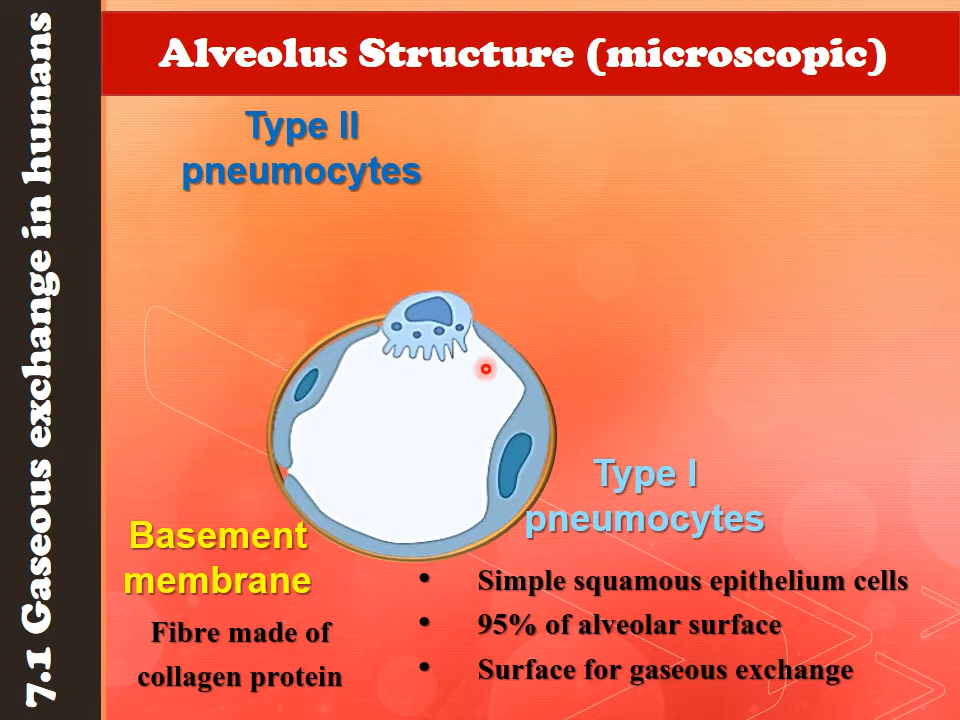 7.1 Gaseous exchange in humans
Alveolus Structure (microscopic)
Type II
pneumocytes
Type I
pneumocytes
Basement
membrane
Fibre made of
collagen protein
• Simple squamous epithelium cells
• 95% of alveolar surface
• Surface for gaseous exchange